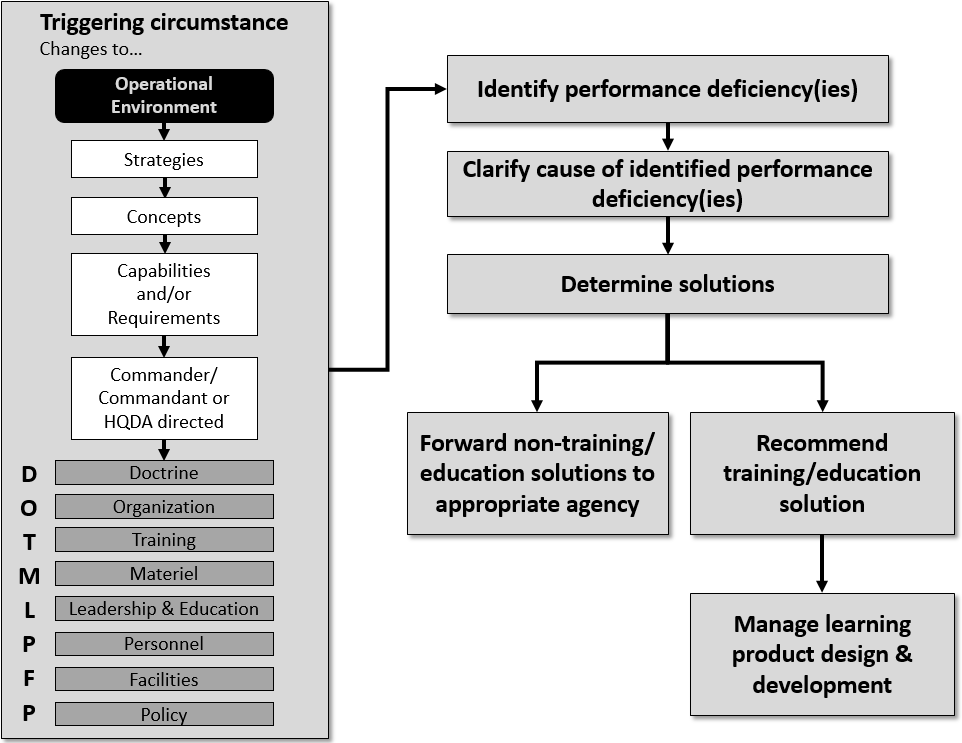 Triggering circumstance
Changes to...
Operational
Environment
Strategies
Concepts
Capabilities
and/or
Requirements
Commander/
Commandant or
HQDA directed
D Doctrine
O Organization
T Training
M Materiel
L Leadership & Education
P Personnel
F Facilities
P Policy
Identify performance deficiency(ies)
Clarify cause of identified performance
deficiency(ies)
Determine solutions
Forward non-training/
education solutions to
appropriate agency
Recommend
training/education
solution
Manage learning
product design &
development